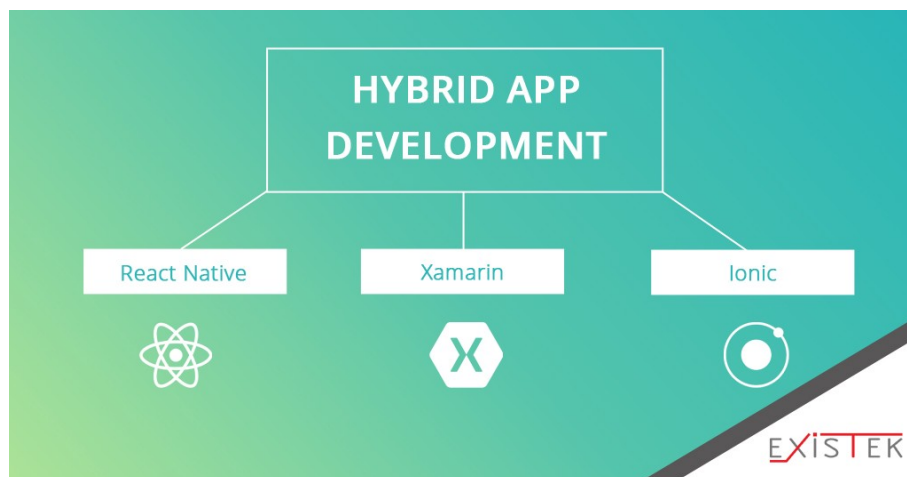 HYBRID APP
DEVELOPMENT
React Native
Xamarin
Ionic
X
EXiSTEK